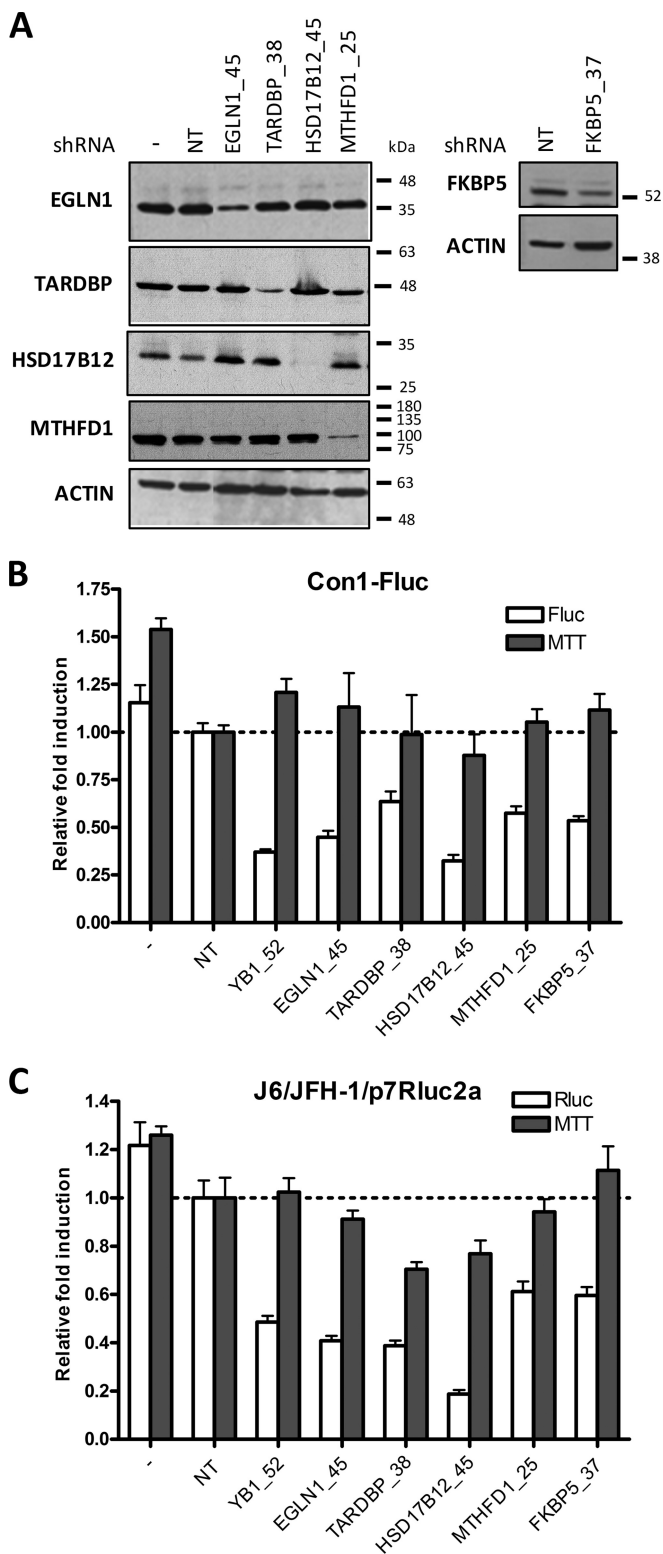 A
shRNA - NT EGLN1_45 TARDBP_38 HSD17B12_45 MTHFD1_25 kDa
EGLN1 48 35
TARDBP 63 48
HSD17B12 35 25
MTHFD1 180 135 100 75
ACTIN 63 48
shRNA NT FKBP5_37
FKBP5 52
ACTIN 38
B
Con1-Fluc
Fluc
MTT
Relative fold induction
1.75
1.50
1.25
1.00
0.75
0.50
0.25
0.00
- NT YB1_52 EGLN1_45 TARDBP_38 HSD17B12_45 MTHFD1_25 FKBP5_37
C
J6/JFH-1/p7Rluc2a
Rluc
MTT
Relative fold induction
1.4
1.2
1.0
0.8
0.6
0.4
0.2
0.0
- NT YB1_52 EGLN1_45 TARDBP_38 HSD17B12_45 MTHFD1_25 FKBP5_37